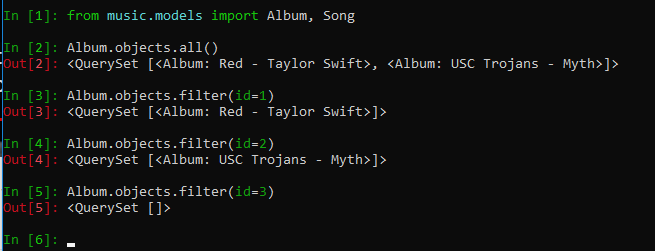 In [1]: from music.models import Album, Song
In [2]: Album.objects.all()
Out[2]: <QuerySet [<Album: Red - Taylor Swift>, <Album: USC Trojans - Myth>]>
In [3]: Album.objects.filter(id=1)
Out[3]: <QuerySet [<Album: Red - Taylor Swift>]>
In [4]: Album.objects.filter(id=2)
Out[4]: <QuerySet [<Album: USC Trojans - Myth>]>
In [5]: Album.objects.filter(id=3)
Out[5]: <QuerySet []>
In [6]: